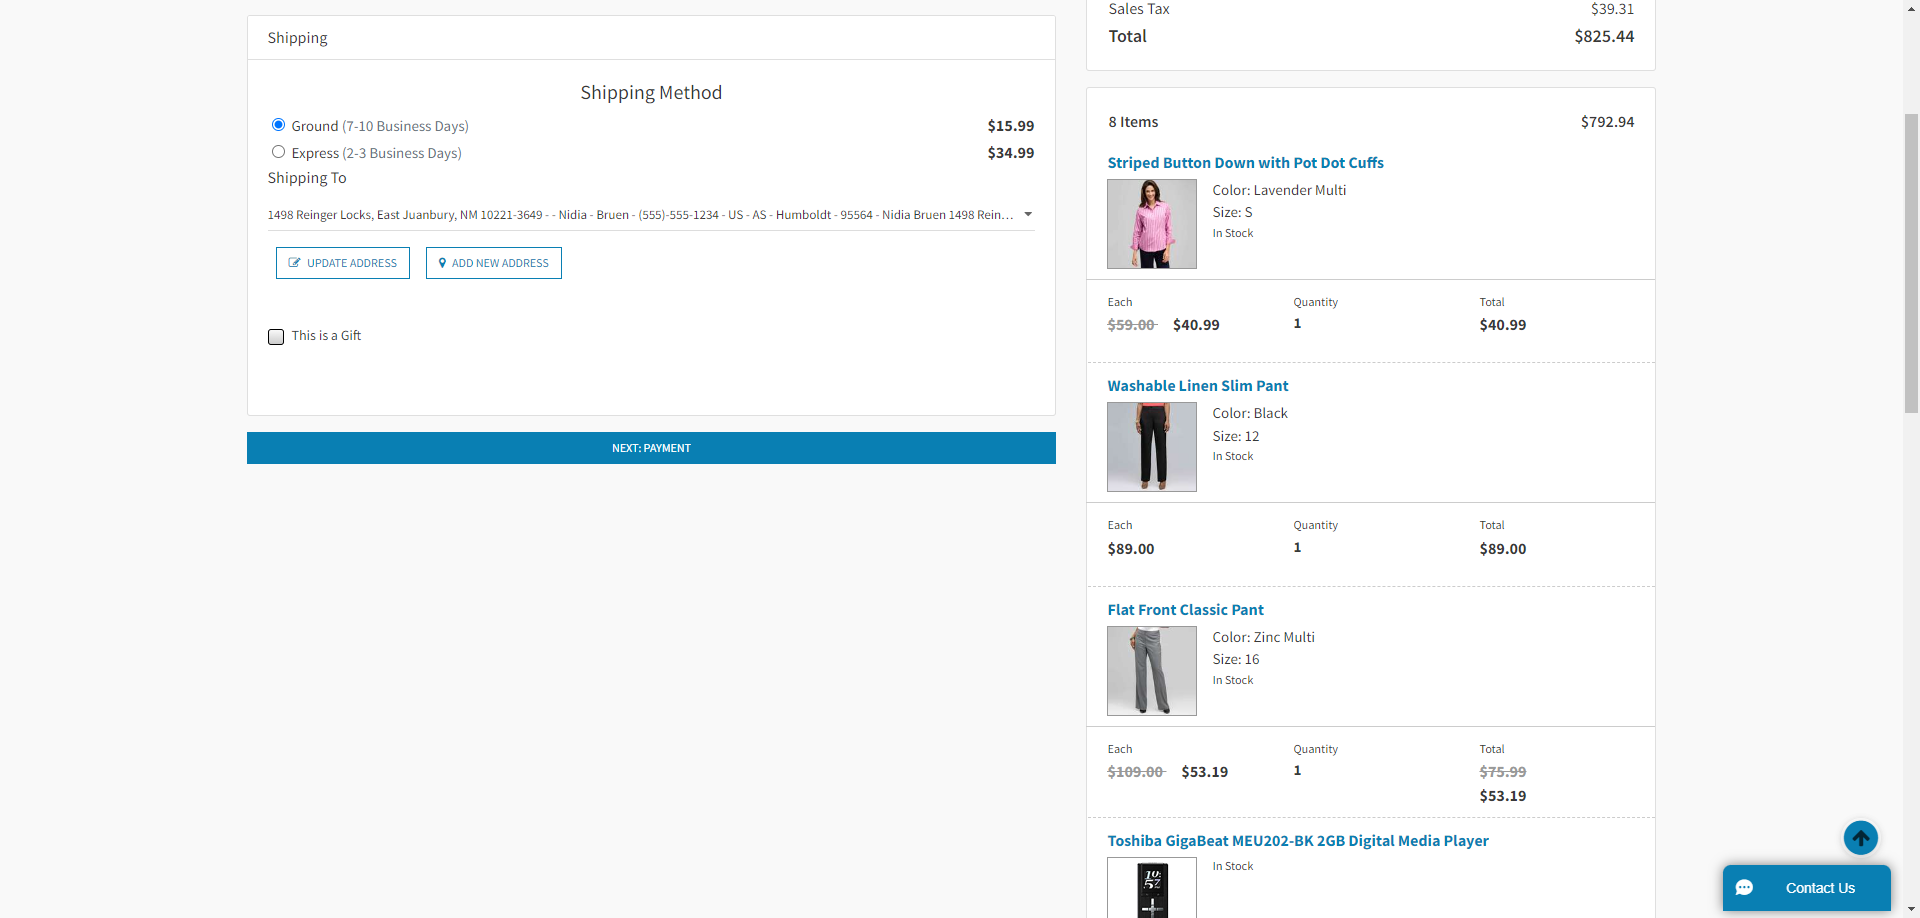 Shipping
Shipping Method
Ground (7-10 Business Days) $15.99
Express (2-3 Business Days) $34.99
Shipping To
1498 Reinger Locks, East Juanbury, NM 10221-3649 - - Nidia - Bruen - (555)-555-1234 - US - AS - Humboldt - 95564 - Nidia Bruen 1498 Rein...
UPDATE ADDRESS ADD NEW ADDRESS
This is a Gift
NEXT: PAYMENT
Sales Tax $39.31
Total $825.44
8 Items $792.94
Striped Button Down with Pot Dot Cuffs
Color: Lavender Multi
Size: S
In Stock
Each Quantity Total
$59.00 $40.99 1 $40.99
Washable Linen Slim Pant
Color: Black
Size: 12
In Stock
Each Quantity Total
$89.00 1 $89.00
Flat Front Classic Pant
Color: Zinc Multi
Size: 16
In Stock
Each Quantity Total
$109.00 $53.19 1 $75.99
$53.19
Toshiba GigaBeat MEU202-BK 2GB Digital Media Player
In Stock
10:
57
Contact Us